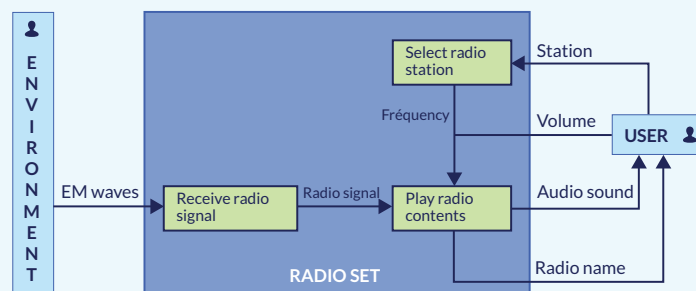 ENVIRONMENT
Select radio
station
Station
Fréquency
Volume
USER
EM waves
Receive radio
signal
Radio signal
Play radio
contents
Audio sound
Radio name
RADIO SET